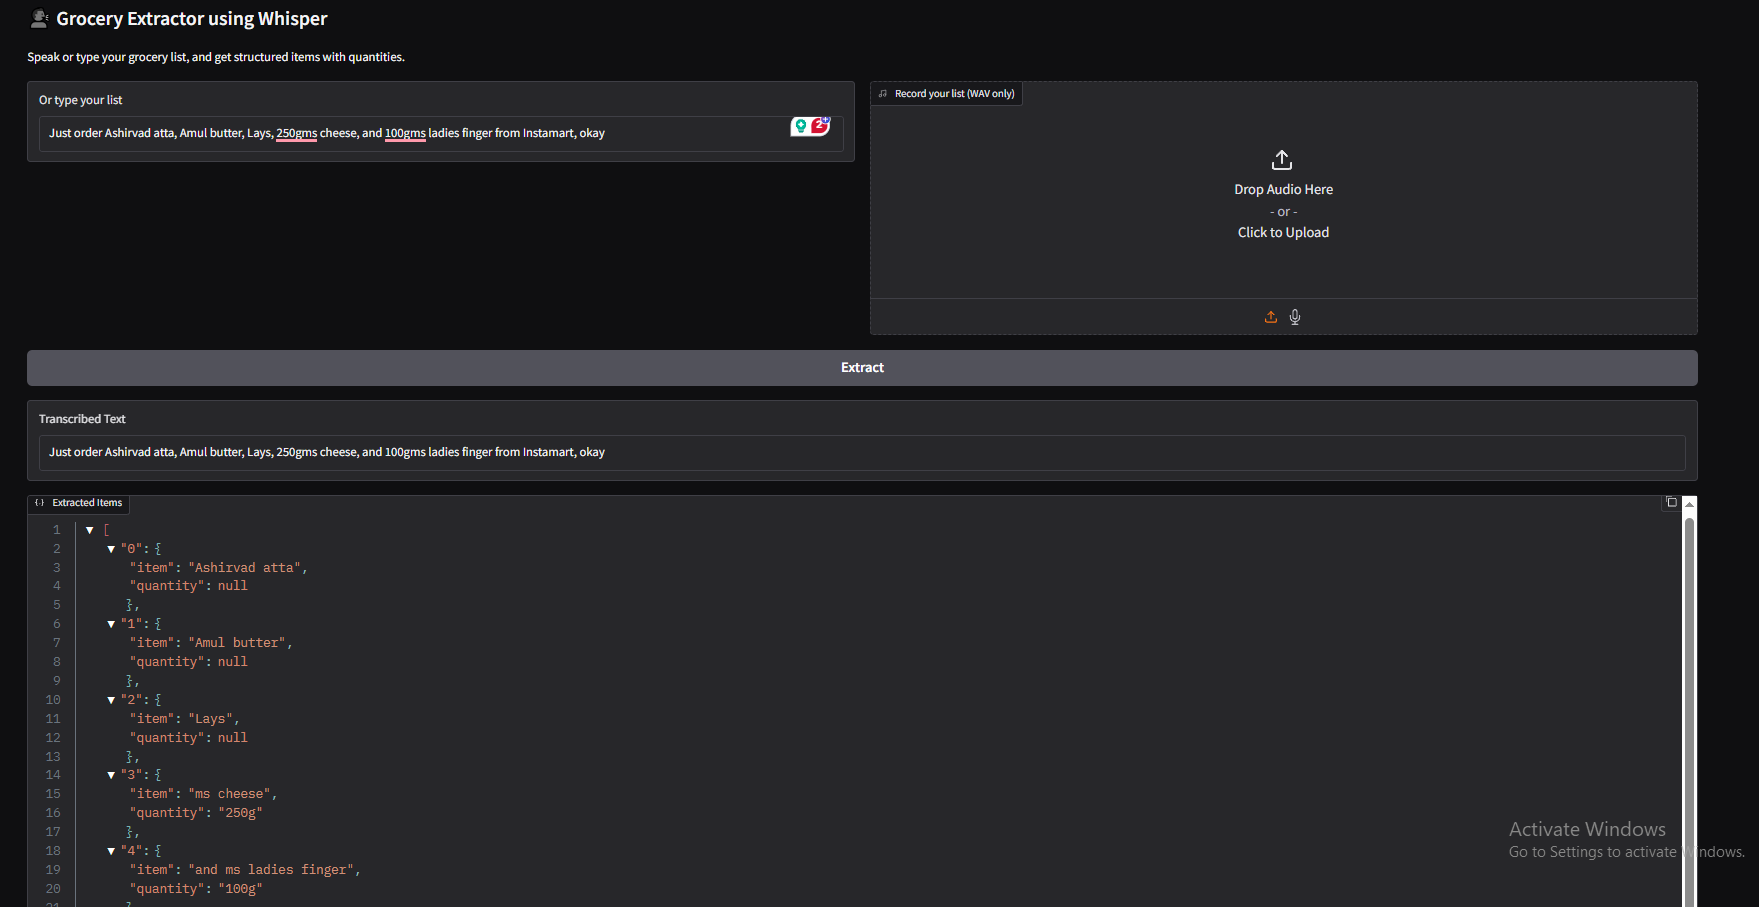 Grocery Extractor using Whisper
Speak or type your grocery list, and get structured items with quantities.
Or type your list
Just order Ashirvad atta, Amul butter, Lays, 250gms cheese, and 100gms ladies finger from Instamart, okay
2
Record your list (WAV only)
Drop Audio Here
- or -
Click to Upload
Extract
Transcribed Text
Just order Ashirvad atta, Amul butter, Lays, 250gms cheese, and 100gms ladies finger from Instamart, okay
Extracted Items
1 [
2 "0": {
3 "item": "Ashirvad atta",
4 "quantity": null
5 },
6 "1": {
7 "item": "Amul butter",
8 "quantity": null
9 },
10 "2": {
11 "item": "Lays",
12 "quantity": null
13 },
14 "3": {
15 "item": "ms cheese",
16 "quantity": "250g"
17 },
18 "4": {
19 "item": "and ms ladies finger",
20 "quantity": "100g"
Activate Windows
Go to Settings to activate Windows.